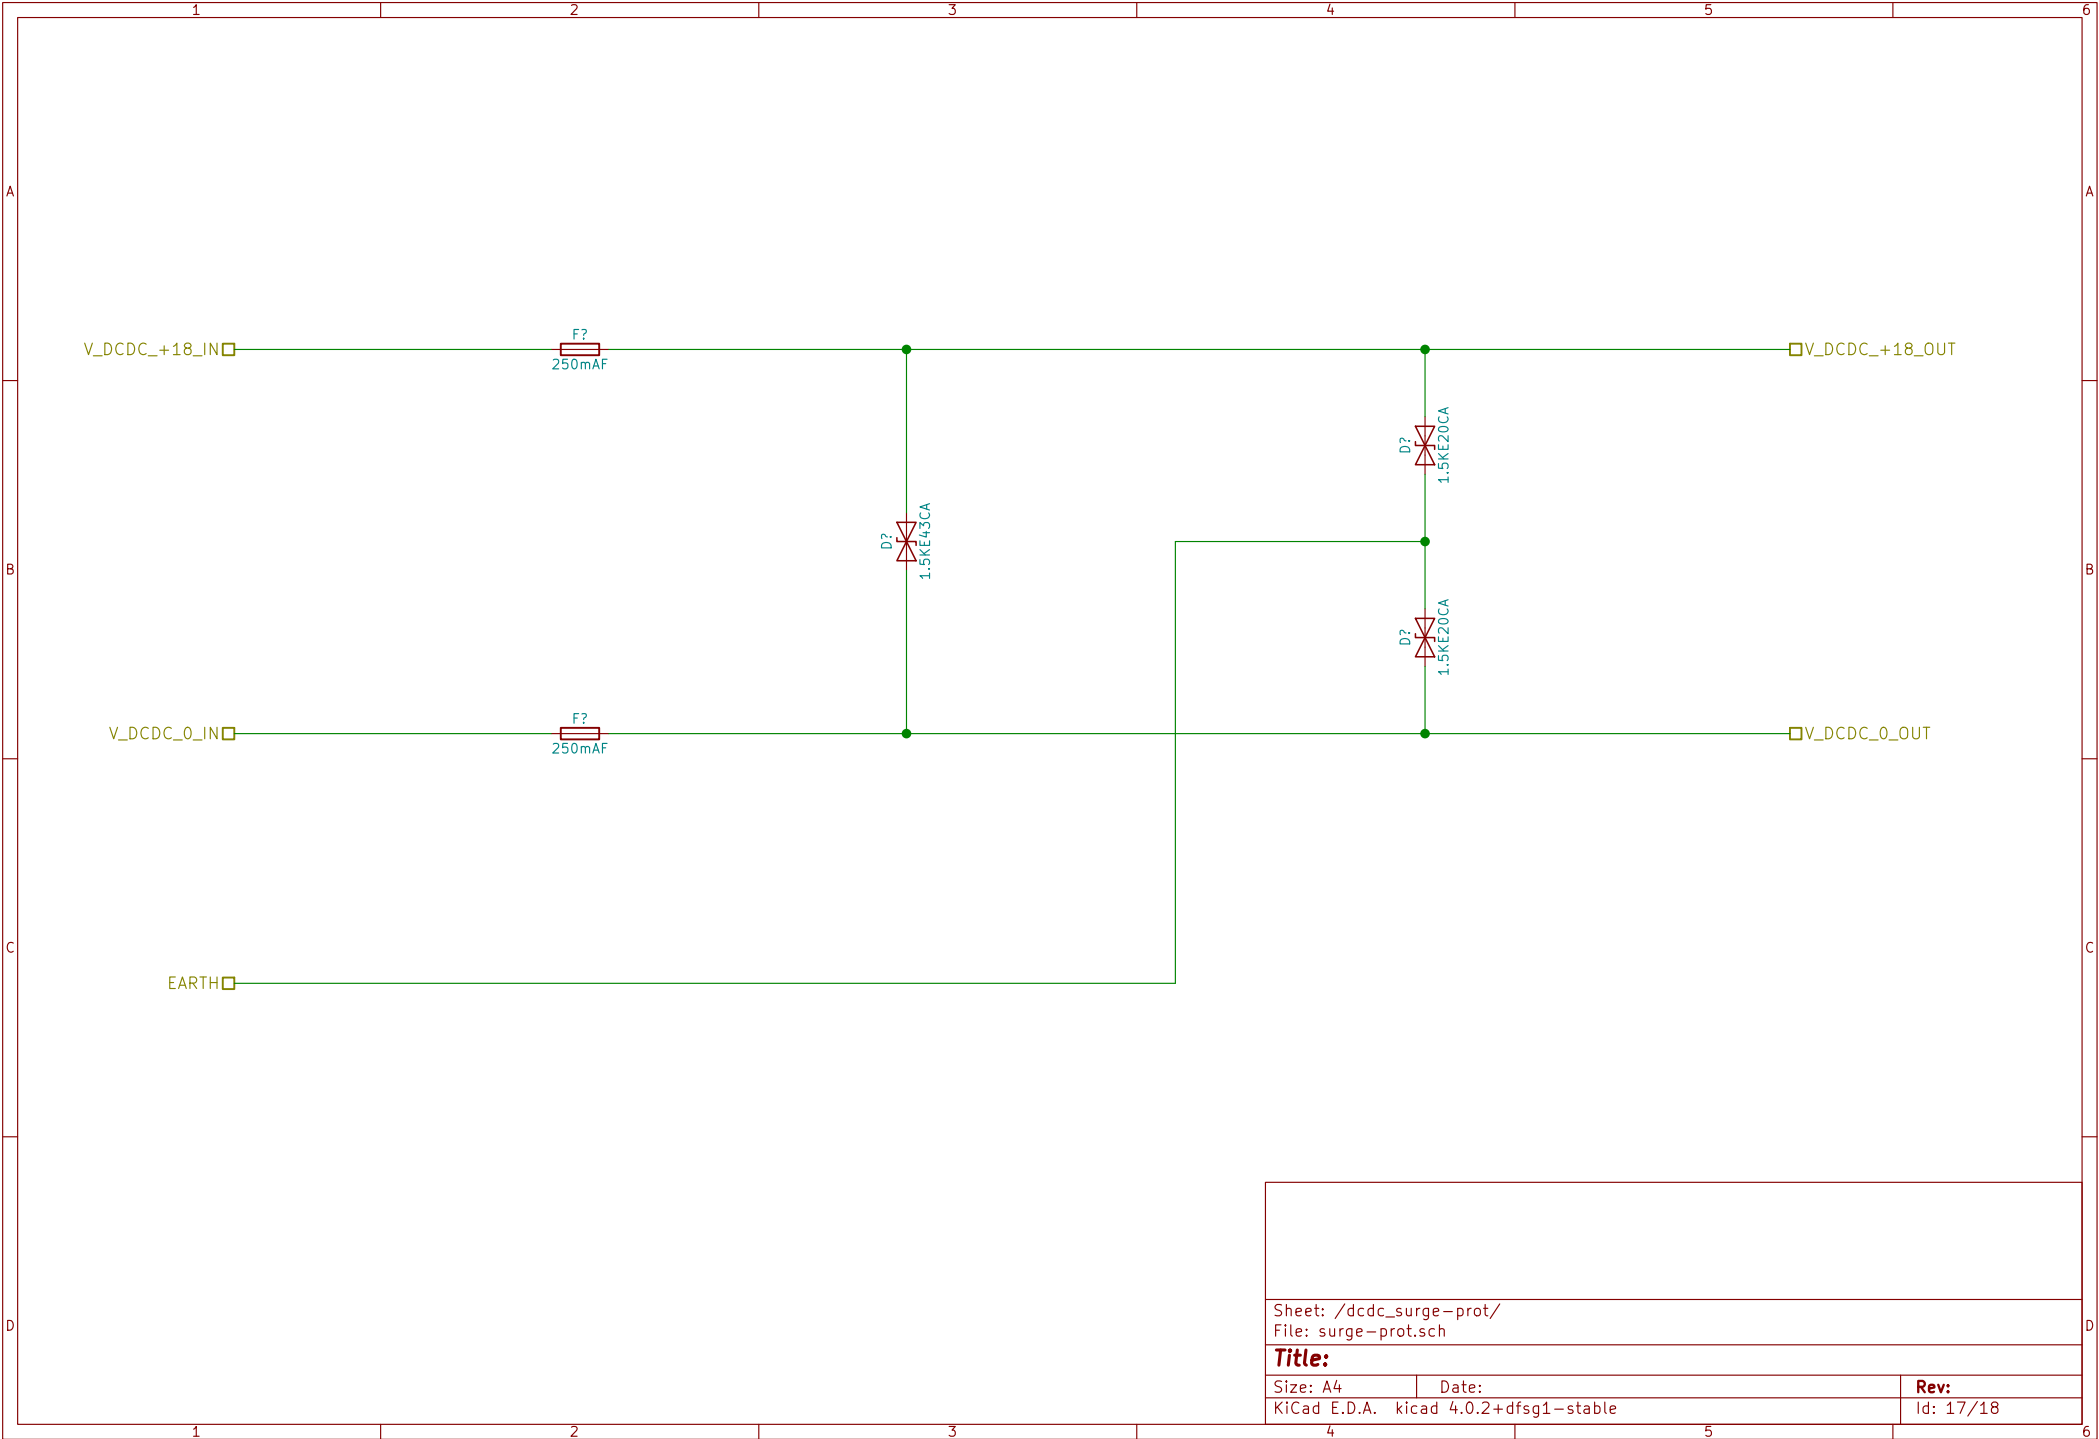 1 2 3 4 5 6
A A
F?
V_DCDC_+18_IN V_DCDC_+18_OUT
250mAF
D? 1.5KE20CA
D? 1.5KE43CA
B B
D? 1.5KE20CA
F?
V_DCDC_0_IN V_DCDC_0_OUT
250mAF
C C
EARTH
Sheet: /dcdc_surge-prot/
D D
File: surge-prot.sch
Title:
Size: A4 Date: Rev:
KiCad E.D.A. kicad 4.0.2+dfsg1-stable Id: 17/18
1 2 3 4 5 6